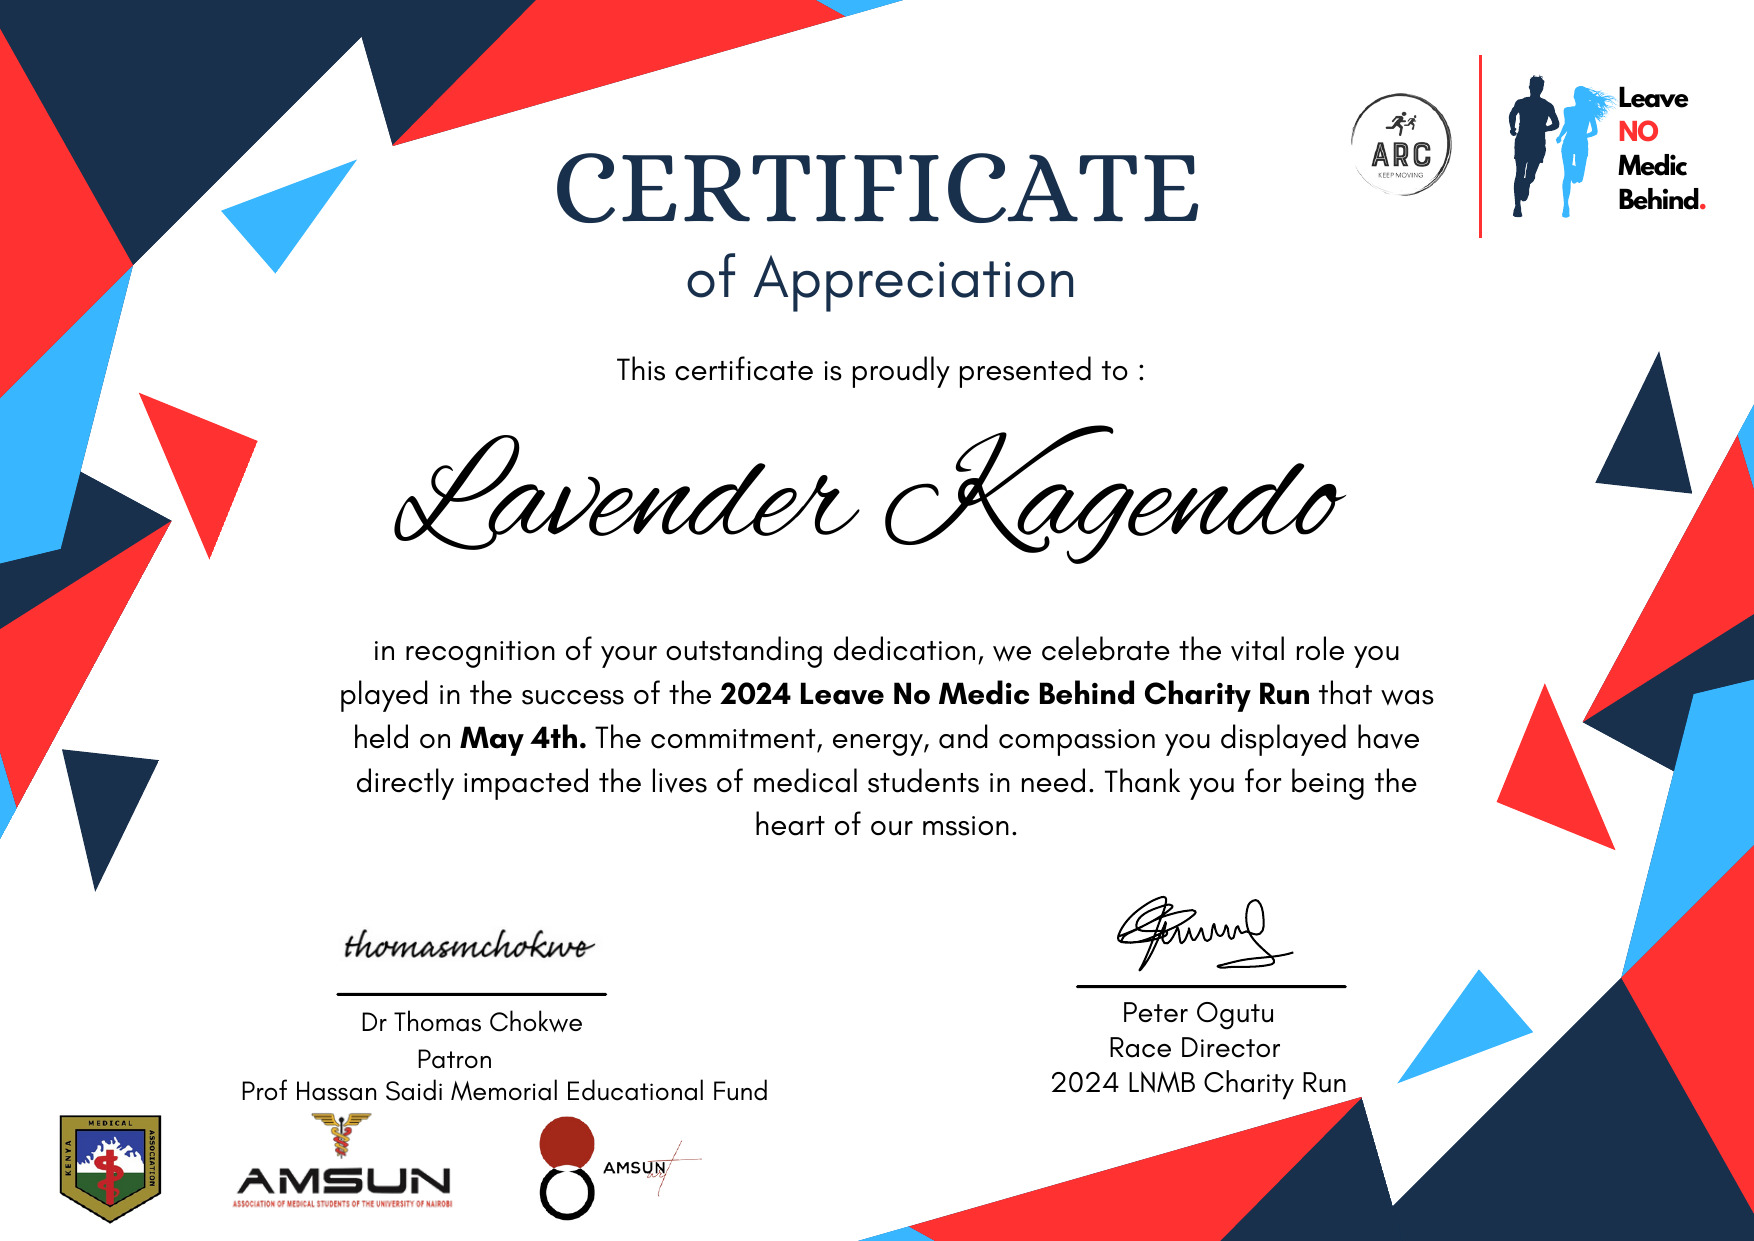 ARC
KEEP MOVING
Leave
NO
Medic
Behind.
CERTIFICATE
of Appreciation
This certificate is proudly presented to :
Lavender Kagendo
in recognition of your outstanding dedication, we celebrate the vital role you
played in the success of the 2024 Leave No Medic Behind Charity Run that was
held on May 4th. The commitment, energy, and compassion you displayed have
directly impacted the lives of medical students in need. Thank you for being the
heart of our mssion.
thomasmchokwe
Dr Thomas Chokwe
Patron
Prof Hassan Saidi Memorial Educational Fund
Peter Ogutu
Race Director
2024 LNMB Charity Run
KENYA
MEDICAL
ASSOCIATION
AMSUN
ASSOCIATION OF MEDICAL STUDENTS OF THE UNIVERSITY OF NAIROBI
AMSUN
art